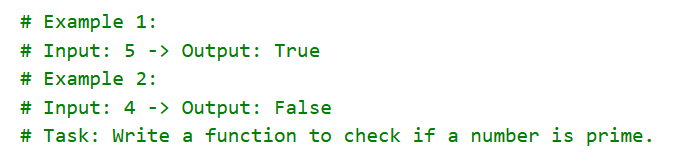 # Example 1:
# Input: 5 -> Output: True
# Example 2:
# Input: 4 -> Output: False
# Task: Write a function to check if a number is prime.